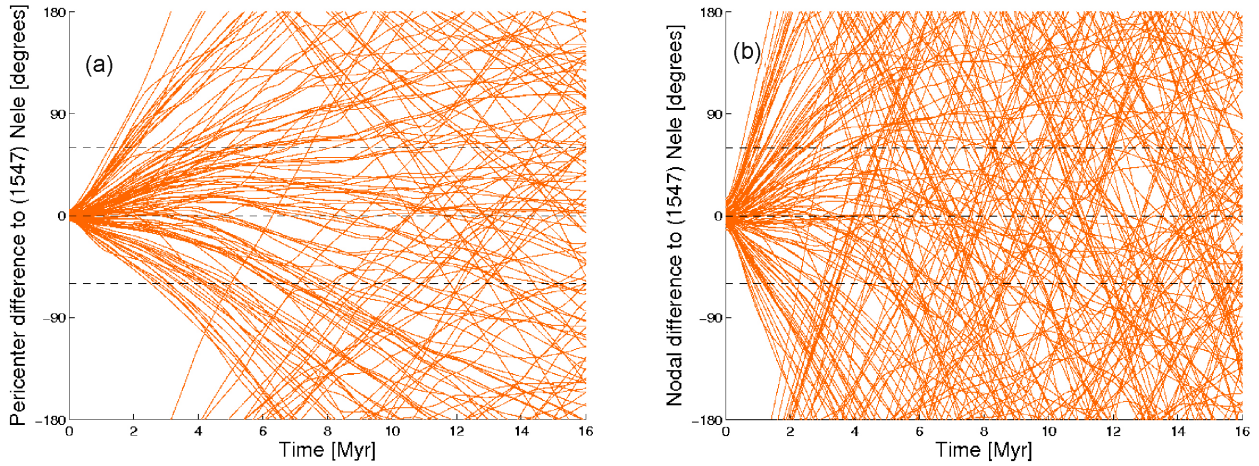 Pericenter difference to (1547) Nele [degrees]
180
90
0
-90
-180
(a)
0 2 4 6 8 10 12 14 16
Time [Myr]
Nodal difference to (1547) Nele [degrees]
180
90
0
-90
-180
(b)
0 2 4 6 8 10 12 14 16
Time [Myr]